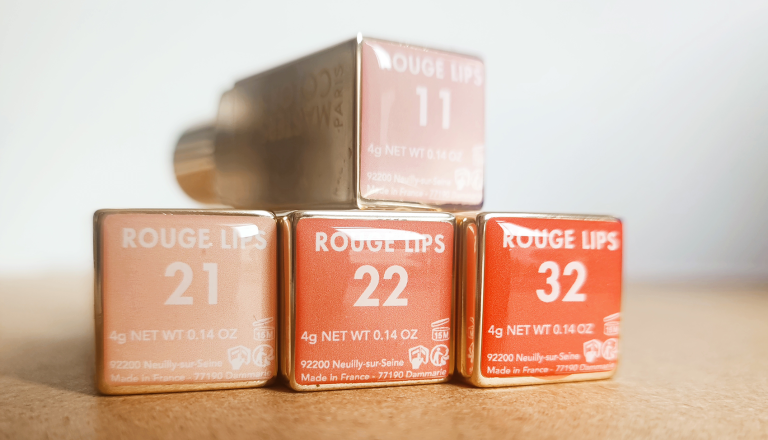 ROUGE LIPS
11
4g NET WT 0.14 OZ
92200 Neuilly-sur-Seine
Made in France - 77190
PARIS
ROUGE LIPS
21
4g NET WT 0.14 OZ
92200 Neuilly-sur-Seine
Made in France - 77190 Dammarie
ROUGE LIPS
22
4g NET WT 0.14 OZ
92200 Neuilly-sur-Seine
Made in France - 77190 Dammarie
ROUGE LIPS
32
4g NET WT 0.14 OZ
92200 Neuilly-sur-Seine
Made in France - 77190 Dammarie